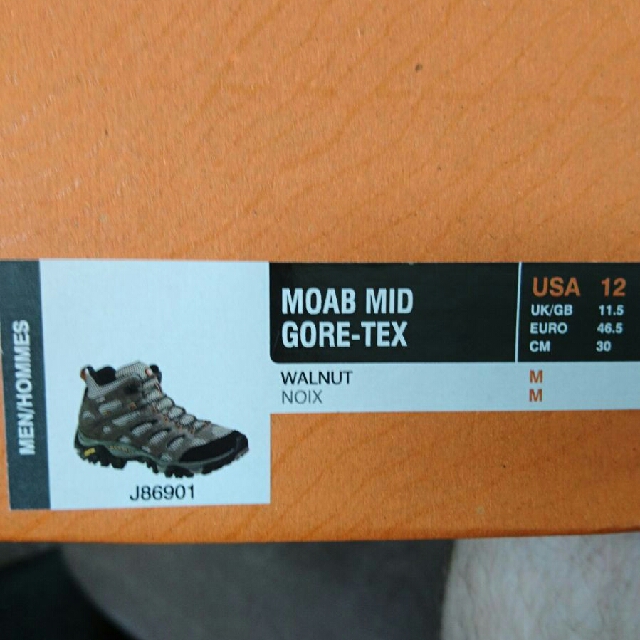 MEN/HOMMES
J86901
MOAB MID
GORE-TEX
WALNUT
NOIX
USA 12
UK/GB 11.5
EURO 46.5
CM 30
M
M